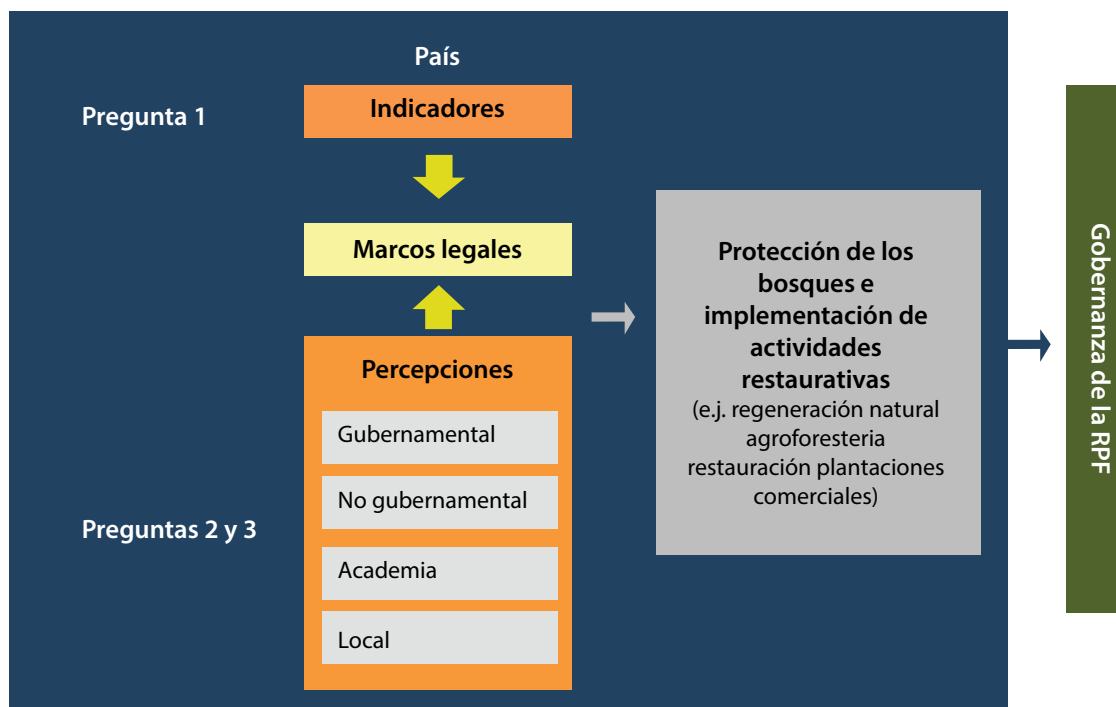 País
Pregunta 1
Indicadores
Marcos legales
Percepciones
Gubernamental
No gubernamental
Academia
Local
Preguntas 2 y 3
Protección de los
bosques e
implementación de
actividades
restaurativas
(e.j. regeneración natural
agroforesteria
restauración plantaciones
comerciales)
Gobernanza de la RPF